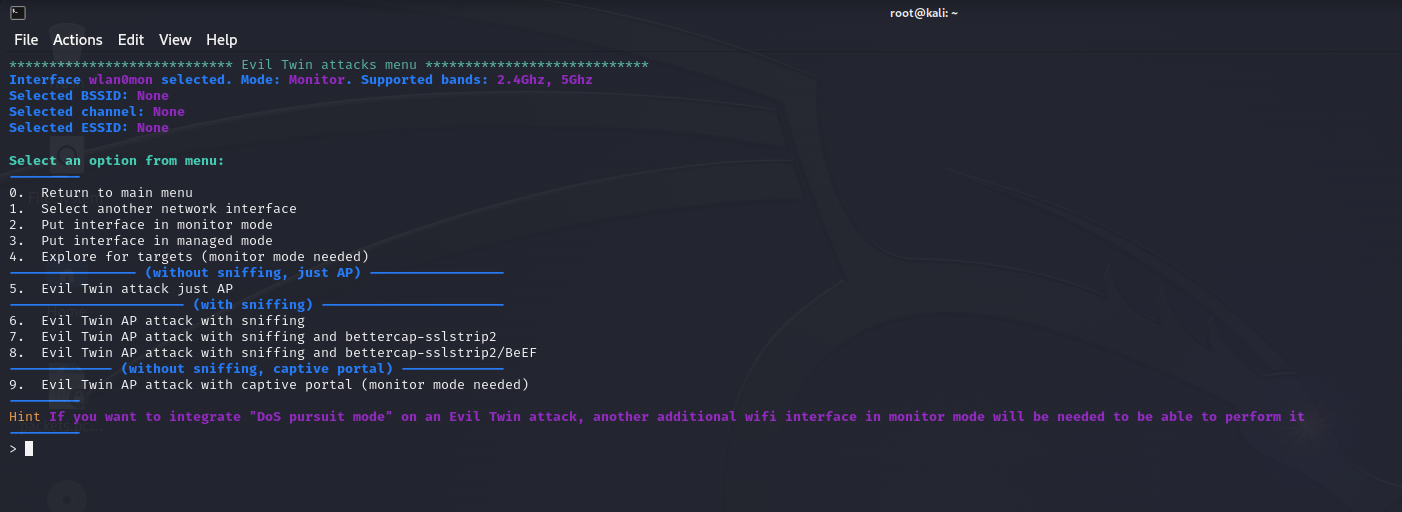 root@kali: ~
File Actions Edit View Help
**************************** Evil Twin attacks menu ****************************
Interface wlan0mon selected. Mode: Monitor. Supported bands: 2.4Ghz, 5Ghz
Selected BSSID: None
Selected channel: None
Selected ESSID: None
Select an option from menu:
---------
0. Return to main menu
1. Select another network interface
2. Put interface in monitor mode
3. Put interface in managed mode
4. Explore for targets (monitor mode needed)
---------------- (without sniffing, just AP) -----------------
5. Evil Twin attack just AP
---------------------- (with sniffing) -----------------------
6. Evil Twin AP attack with sniffing
7. Evil Twin AP attack with sniffing and bettercap-sslstrip2
8. Evil Twin AP attack with sniffing and bettercap-sslstrip2/BeEF
------------- (without sniffing, captive portal) -------------
9. Evil Twin AP attack with captive portal (monitor mode needed)
---------
Hint If you want to integrate "DoS pursuit mode" on an Evil Twin attack, another additional wifi interface in monitor mode will be needed to be able to perform it
---------
>